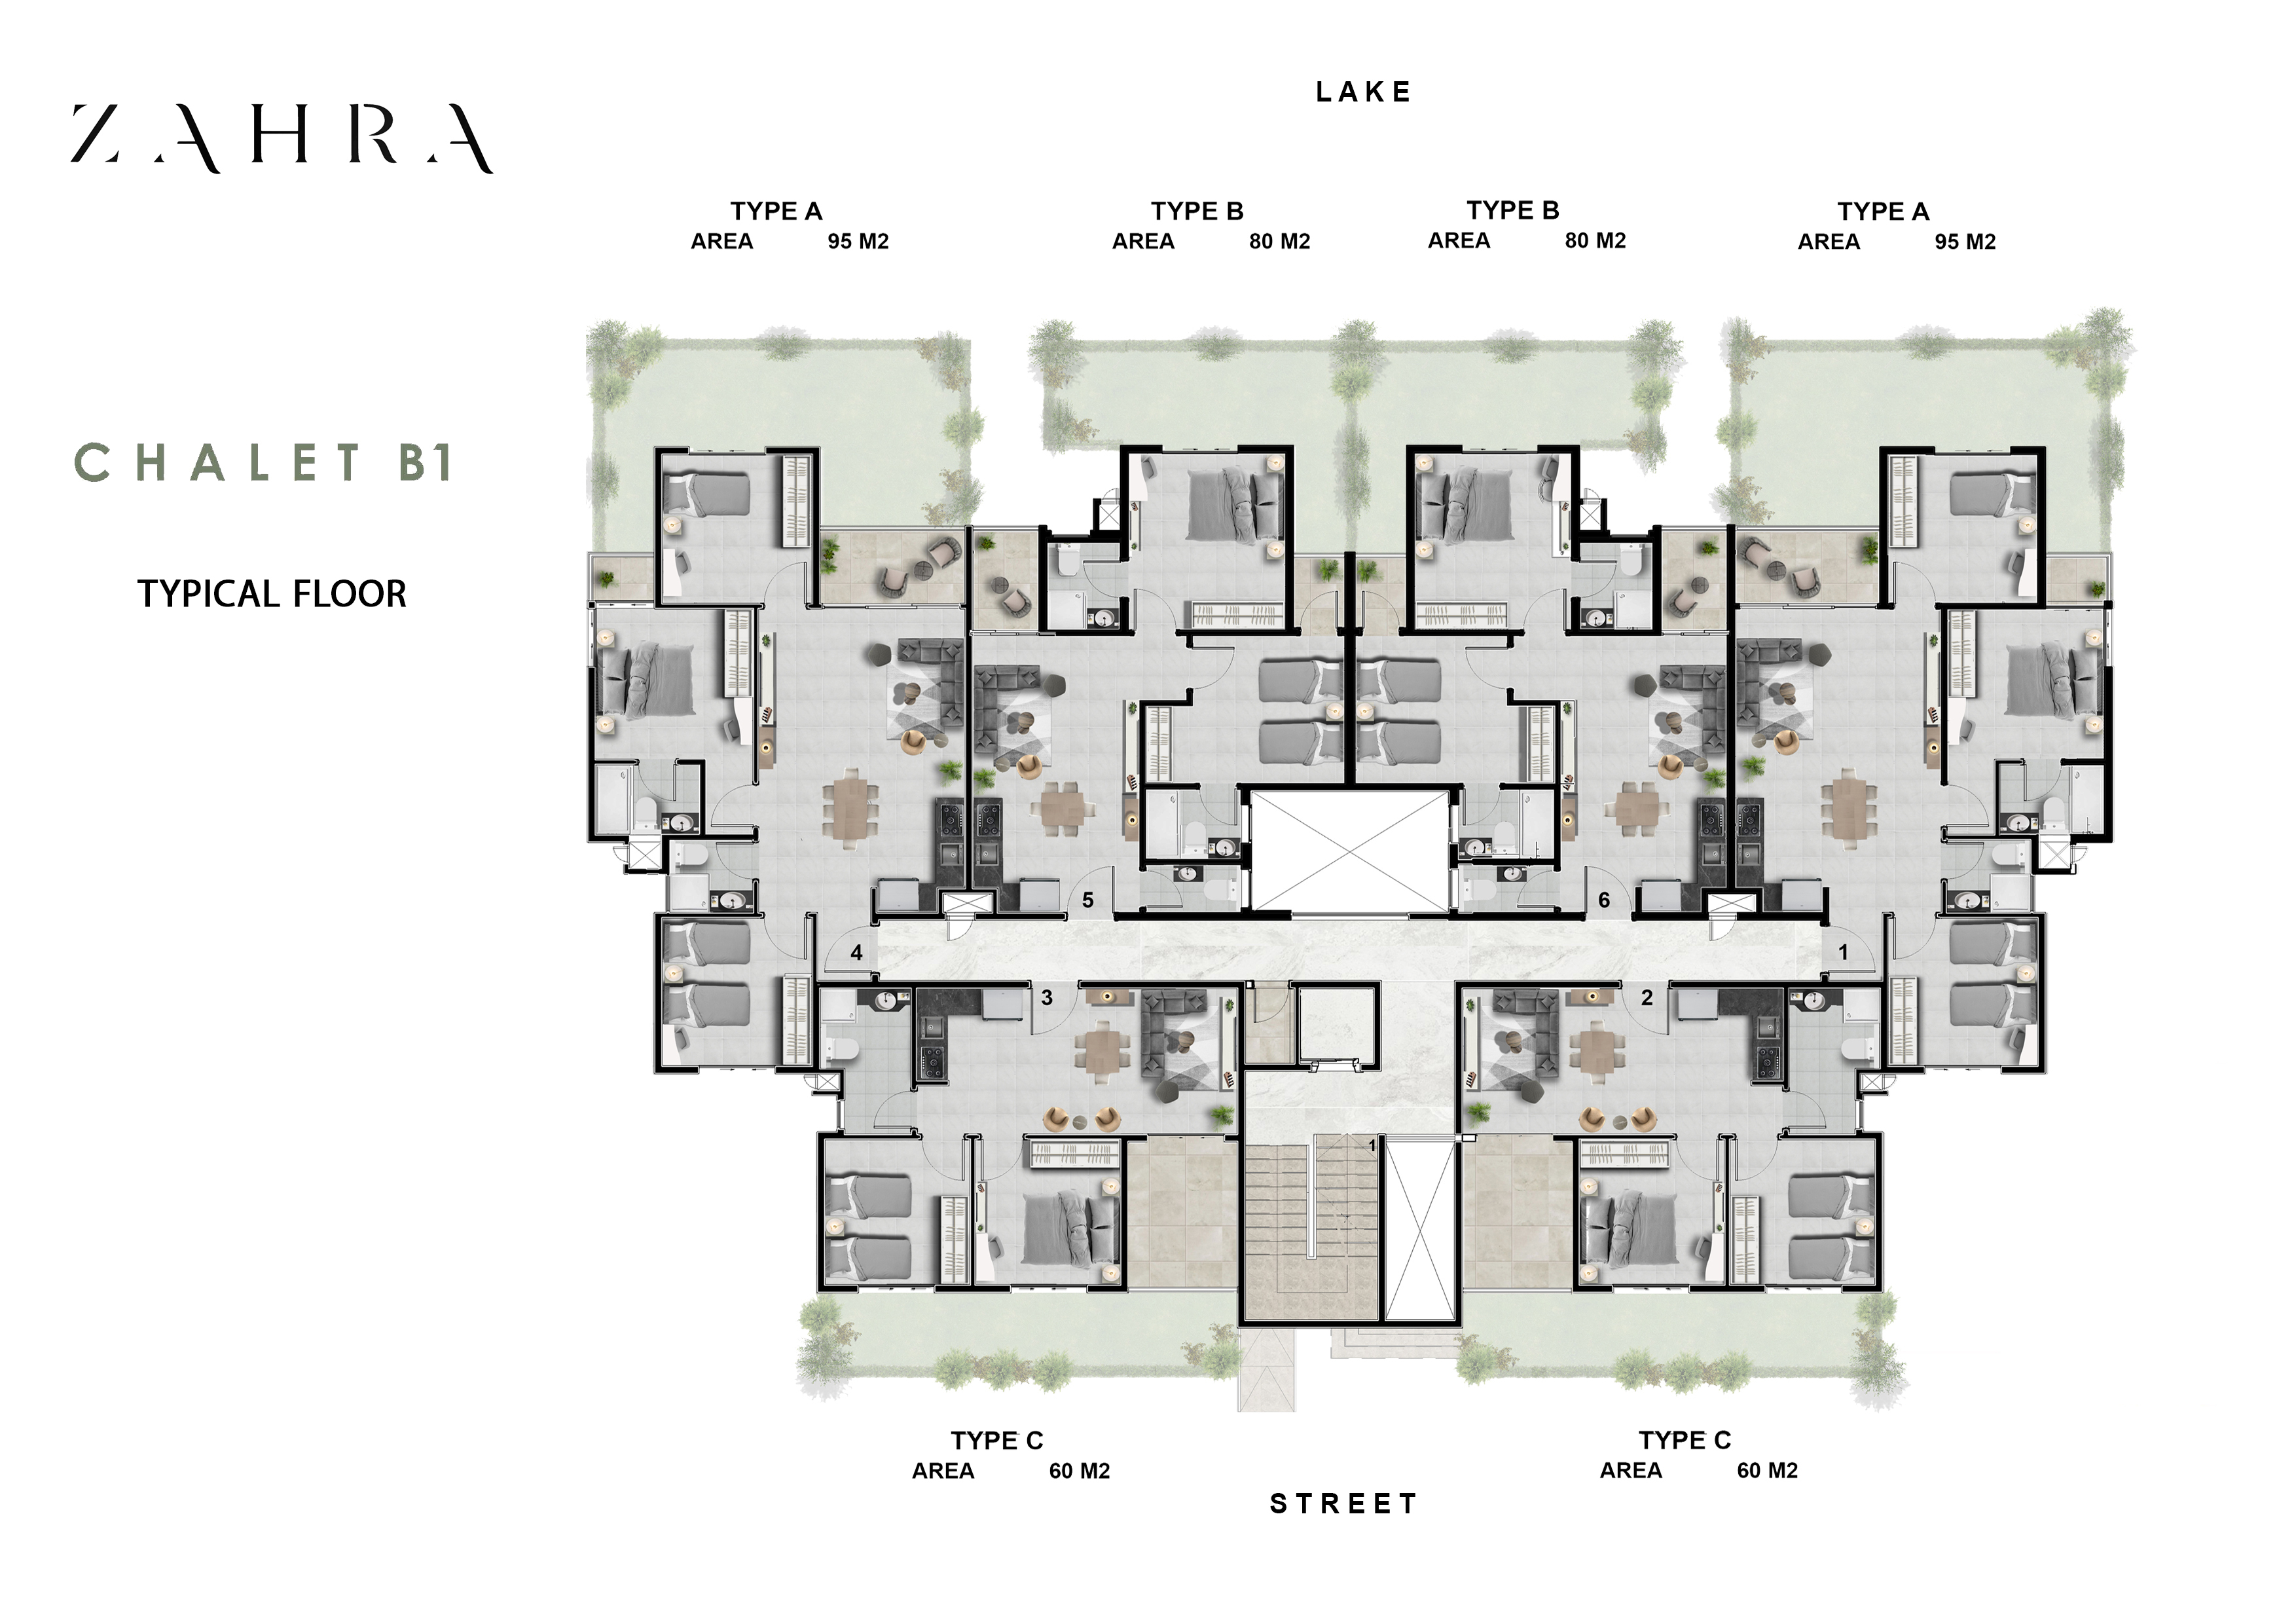 LAKE
ZAHRA
TYPE A
AREA 95 M2
TYPE B
AREA 80 M2
TYPE B
AREA 80 M2
TYPE A
AREA 95 M2
CHALET B1
TYPICAL FLOOR
5
6
4
1
3
2
1
TYPE C
AREA 60 M2
TYPE C
AREA 60 M2
STREET